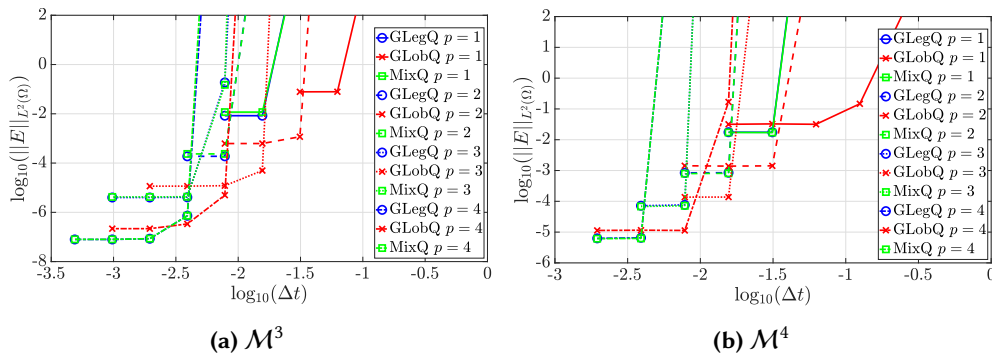 log₁₀(||E||_{L²(Ω)})
2
0
-2
-4
-6
-8
-3.5 -3 -2.5 -2 -1.5 -1 -0.5 0
log₁₀(Δt)
GLegQ p = 1
GLobQ p = 1
MixQ p = 1
GLegQ p = 2
GLobQ p = 2
MixQ p = 2
GLegQ p = 3
GLobQ p = 3
MixQ p = 3
GLegQ p = 4
GLobQ p = 4
MixQ p = 4
(a) ℳ³
log₁₀(||E||_{L²(Ω)})
2
1
0
-1
-2
-3
-4
-5
-6
-3 -2.5 -2 -1.5 -1 -0.5 0
log₁₀(Δt)
GLegQ p = 1
GLobQ p = 1
MixQ p = 1
GLegQ p = 2
GLobQ p = 2
MixQ p = 2
GLegQ p = 3
GLobQ p = 3
MixQ p = 3
GLegQ p = 4
GLobQ p = 4
MixQ p = 4
(b) ℳ⁴